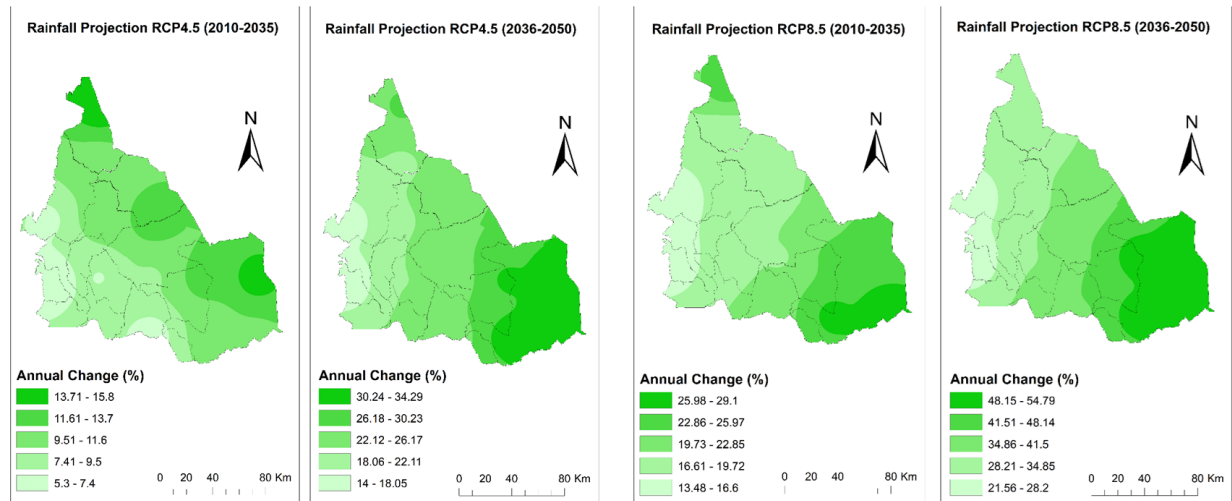 Rainfall Projection RCP4.5 (2010-2035)
N
Annual Change (%)
13.71 - 15.8
11.61 - 13.7
9.51 - 11.6
7.41 - 9.5
5.3 - 7.4
0 20 40 80 Km
Rainfall Projection RCP4.5 (2036-2050)
N
Annual Change (%)
30.24 - 34.29
26.18 - 30.23
22.12 - 26.17
18.06 - 22.11
14 - 18.05
0 20 40 80 Km
Rainfall Projection RCP8.5 (2010-2035)
N
Annual Change (%)
25.98 - 29.1
22.86 - 25.97
19.73 - 22.85
16.61 - 19.72
13.48 - 16.6
0 20 40 80 Km
Rainfall Projection RCP8.5 (2036-2050)
N
Annual Change (%)
48.15 - 54.79
41.51 - 48.14
34.86 - 41.5
28.21 - 34.85
21.56 - 28.2
0 20 40 80 Km